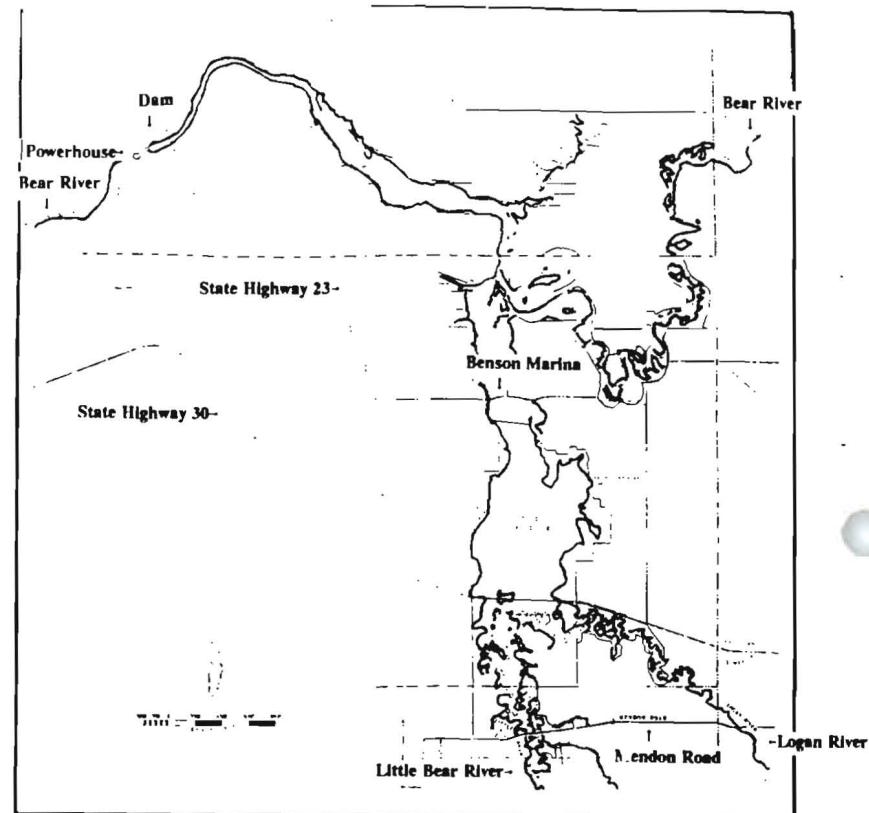 Bear River
Dam
Powerhouse
Bear River
State Highway 23
Benson Marina
State Highway 30
Mendon Road
Logan River
Little Bear River